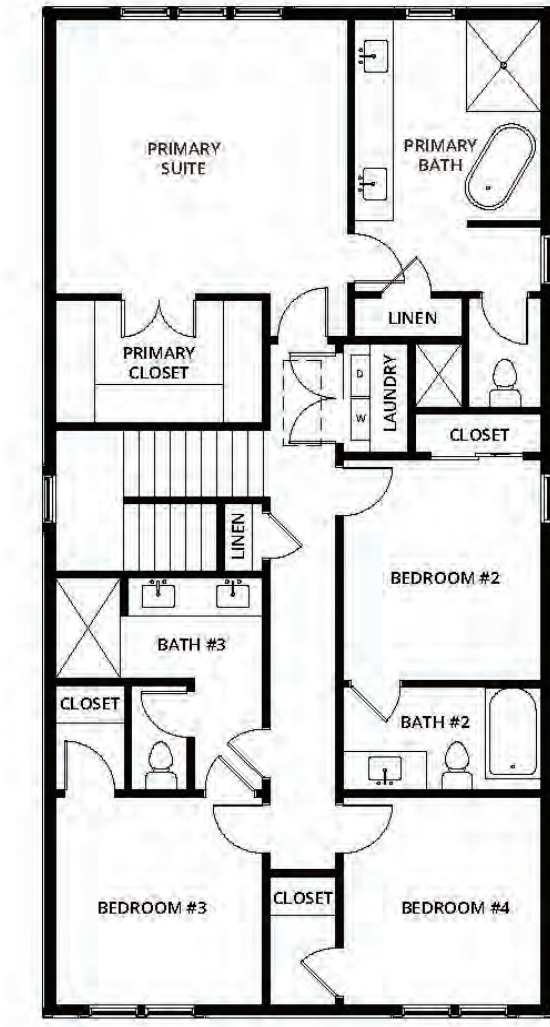 PRIMARY
SUITE
PRIMARY
BATH
LINEN
PRIMARY
CLOSET
D
W
LAUNDRY
CLOSET
LINEN
BEDROOM #2
BATH #3
CLOSET
BATH #2
BEDROOM #3
CLOSET
BEDROOM #4